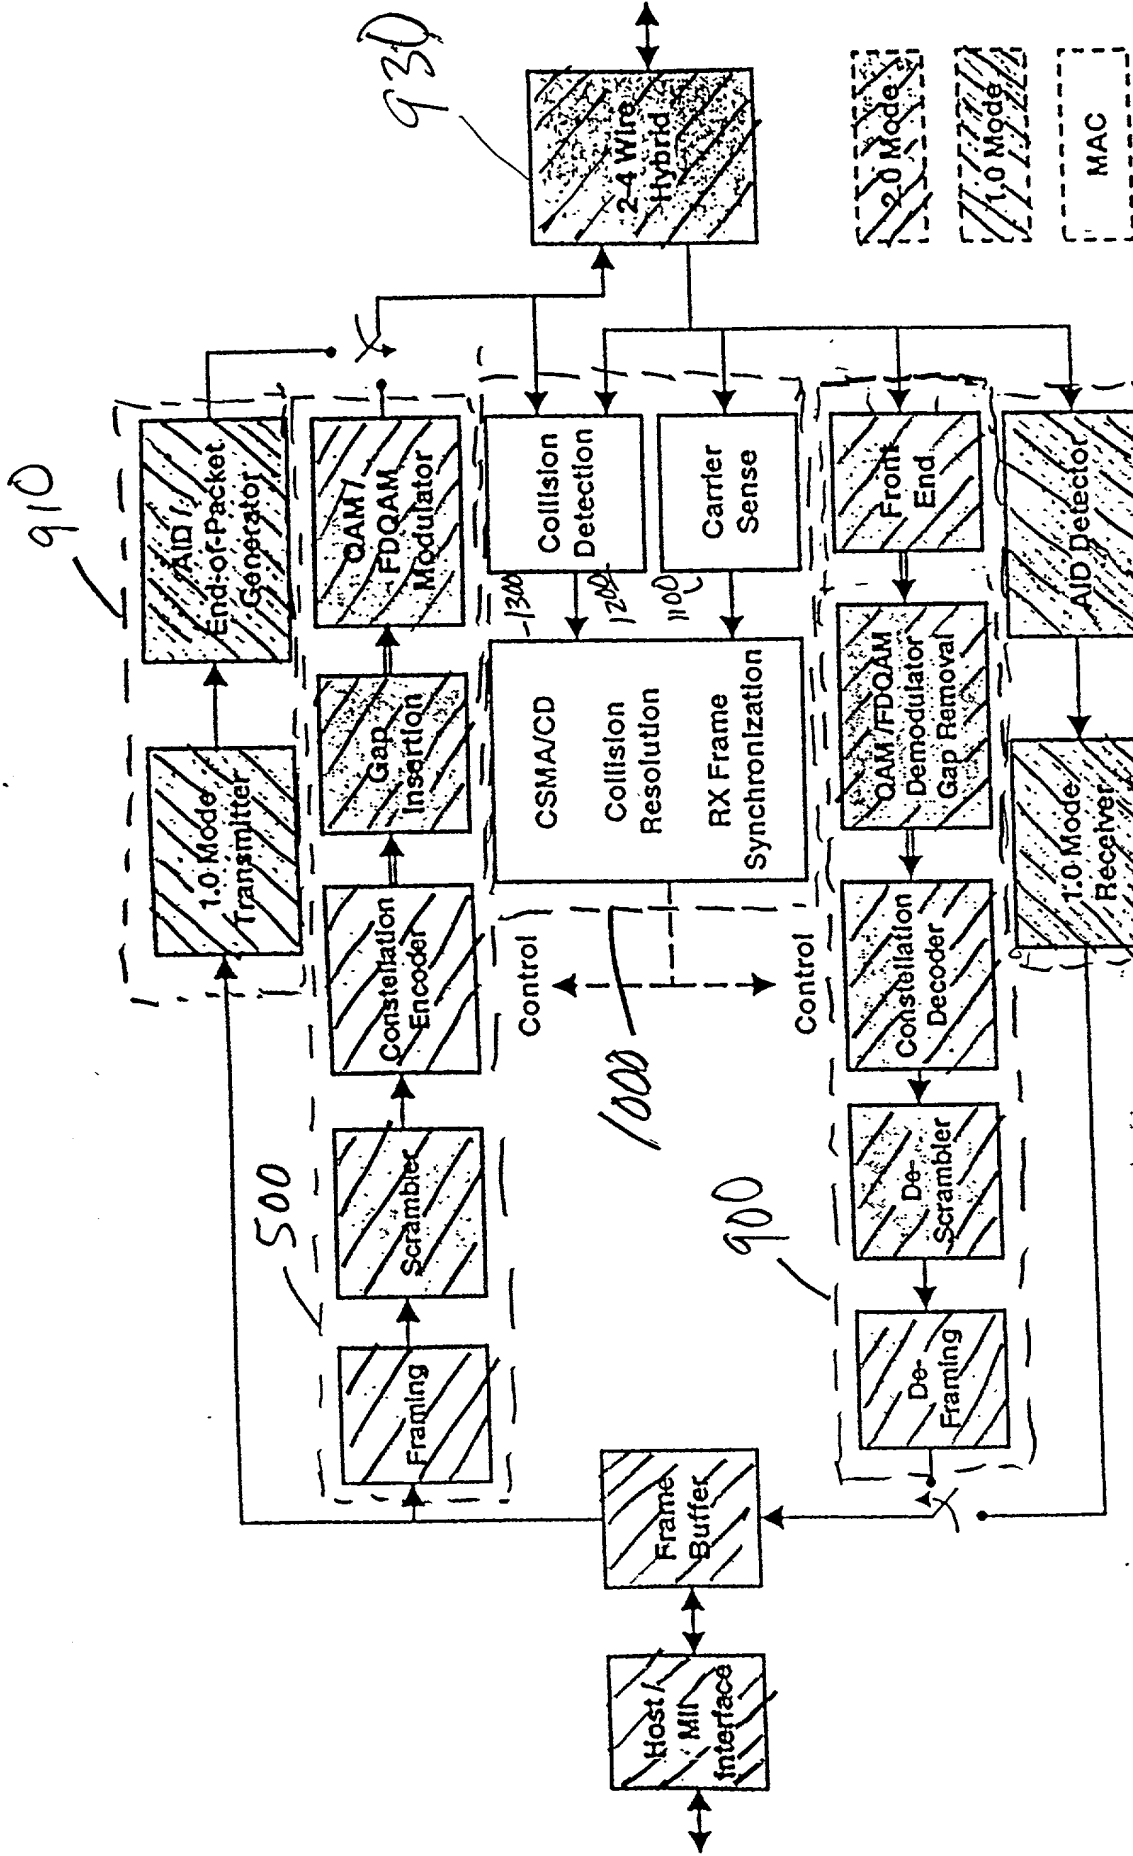 910
AID /
End-of-Packet
Generator
1.0 Mode
Transmitter
930
2-4 Wire
Hybrid
500
Framing
Scrambler
Constellation
Encoder
Gap
Insertion
QAM /
FDQAM
Modulator
Host /
MII
Interface
Frame
Buffer
Control
Control
1000
CSMA/CD
Collision
Resolution
RX Frame
Synchronization
1300
1200
1100
Collision
Detection
Carrier
Sense
900
De-
Framing
De-
Scrambler
Constellation
Decoder
QAM /FDQAM
Demodulator
Gap Removal
Front
End
1.0 Mode
Receiver
AID Detector
2.0 Mode
1.0 Mode
MAC